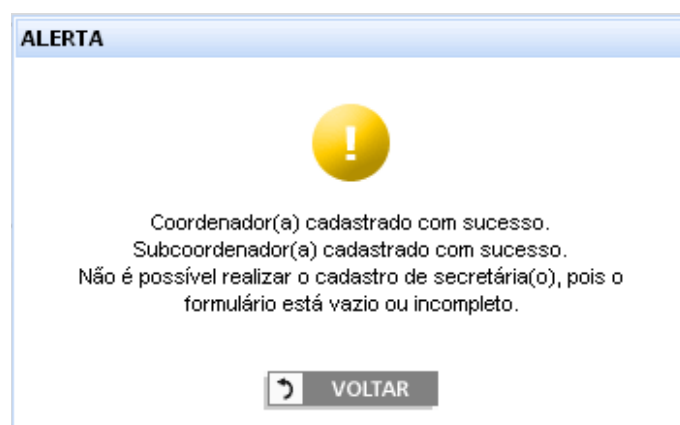 ALERTA
!
Coordenador(a) cadastrado com sucesso.
Subcoordenador(a) cadastrado com sucesso.
Não é possível realizar o cadastro de secretária(o), pois o
formulário está vazio ou incompleto.
VOLTAR